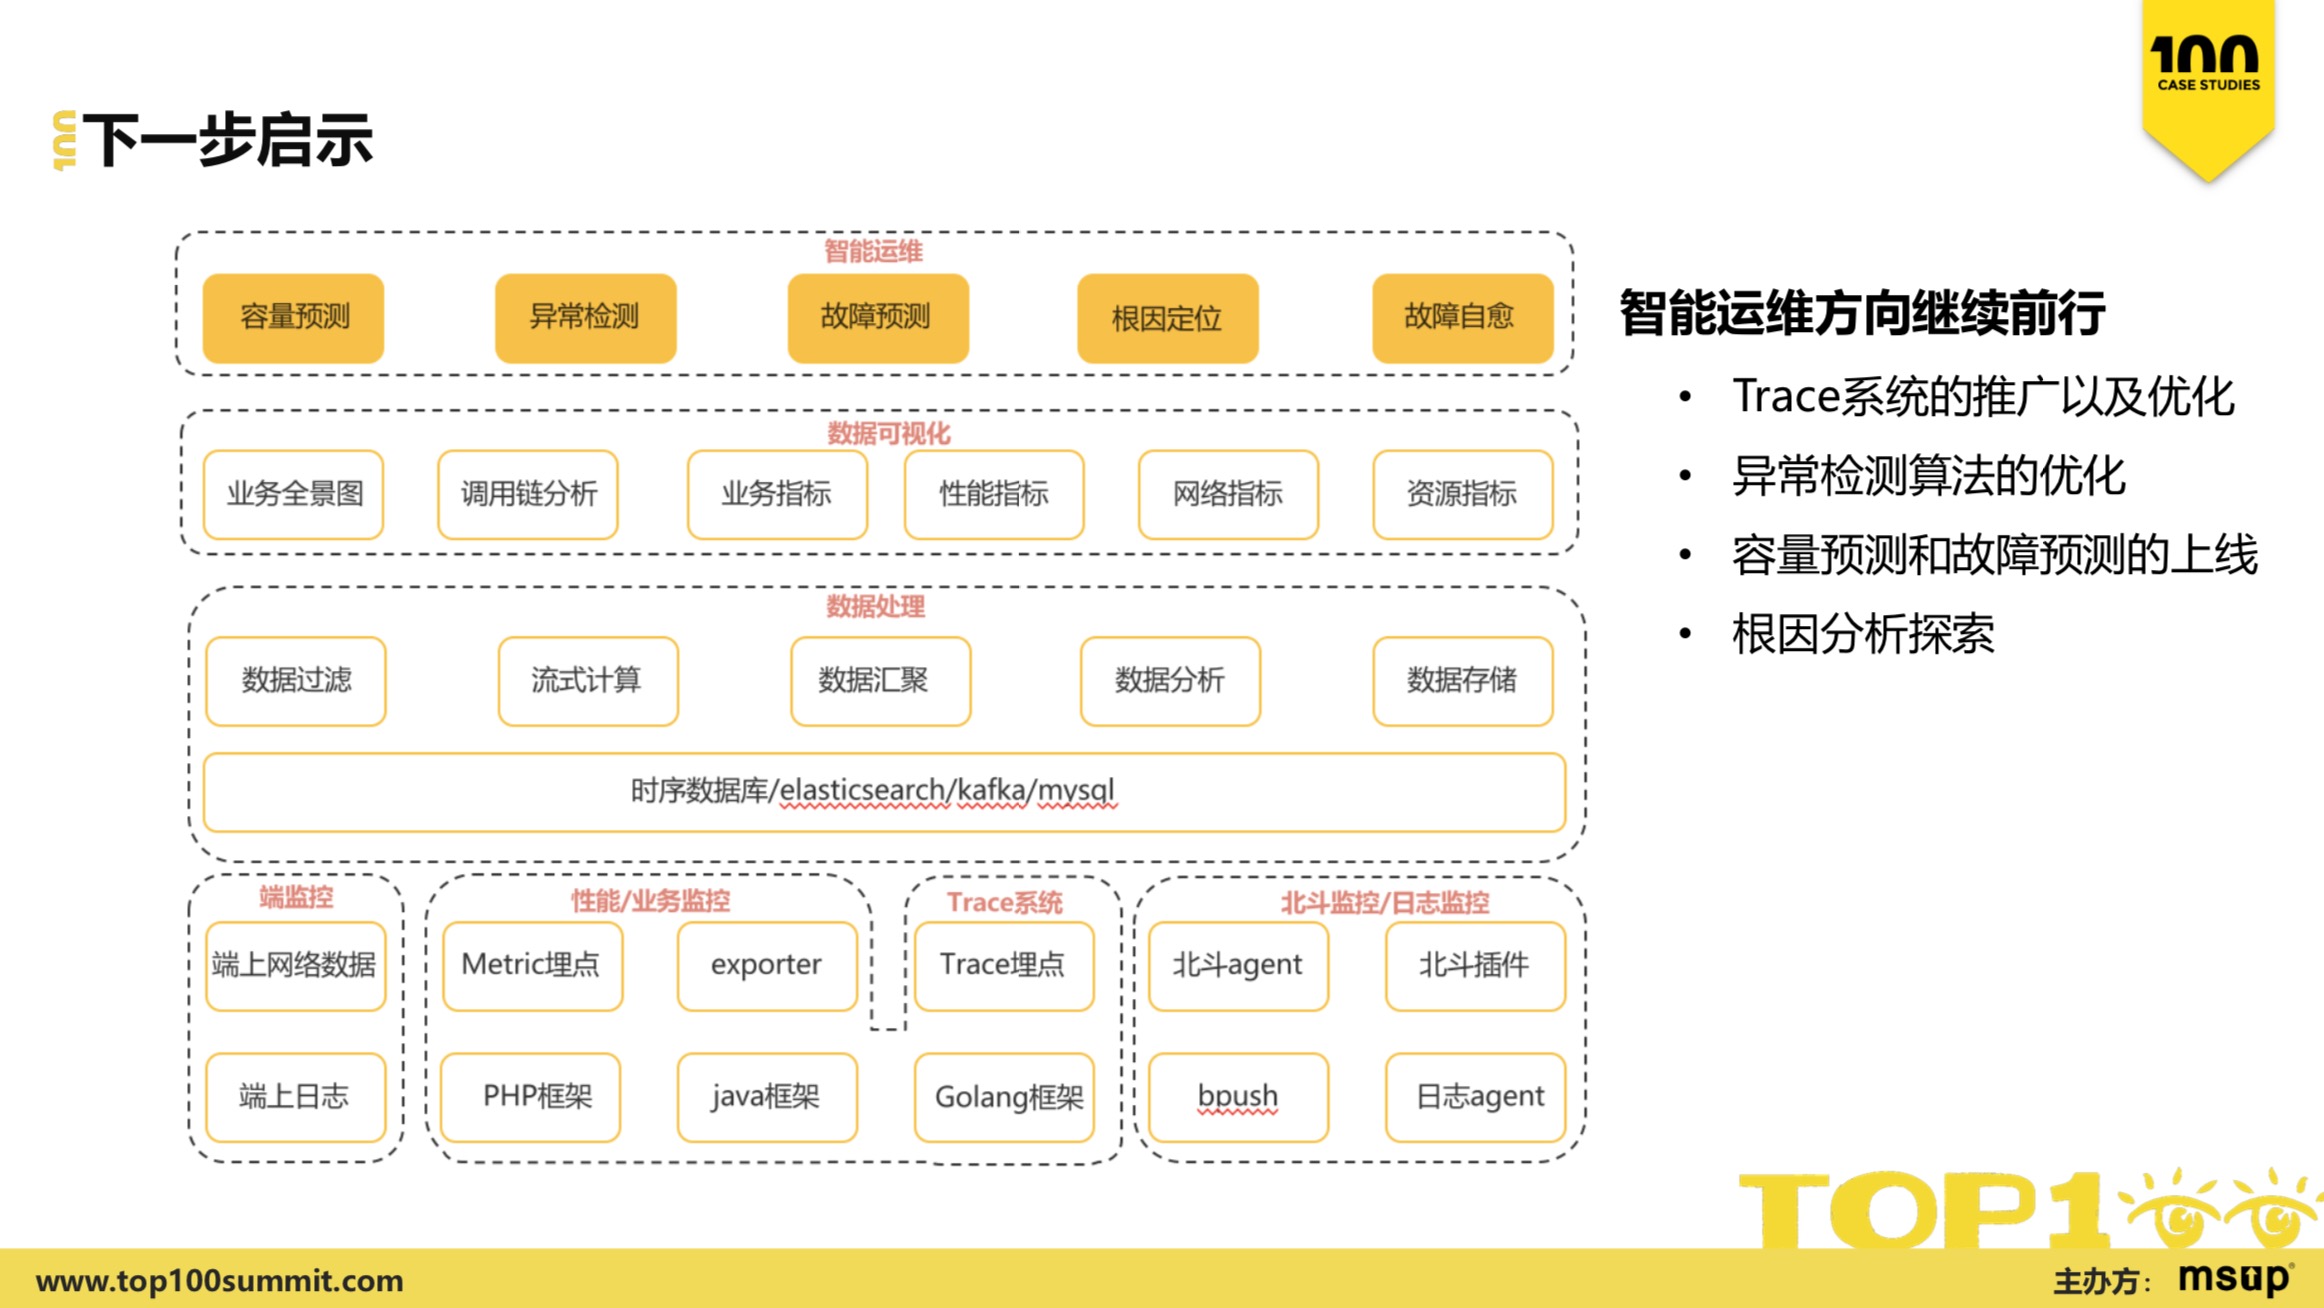 100
CASE STUDIES
100
下一步启示
智能运维
容量预测
异常检测
故障预测
根因定位
故障自愈
数据可视化
业务全景图
调用链分析
业务指标
性能指标
网络指标
资源指标
数据处理
数据过滤
流式计算
数据汇聚
数据分析
数据存储
时序数据库/elasticsearch/kafka/mysql
端监控
端上网络数据
端上日志
性能/业务监控
Metric埋点
exporter
PHP框架
java框架
Trace系统
Trace埋点
Golang框架
北斗监控/日志监控
北斗agent
北斗插件
bpush
日志agent
智能运维方向继续前行
• Trace系统的推广以及优化
• 异常检测算法的优化
• 容量预测和故障预测的上线
• 根因分析探索
TOP1
www.top100summit.com
主办方：
msup®